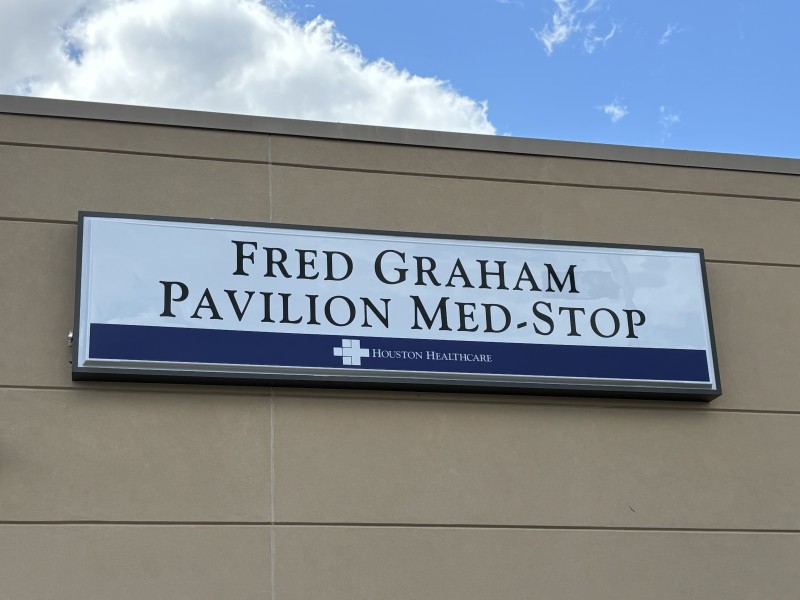 FRED GRAHAM
PAVILION MED-STOP
HOUSTON HEALTHCARE